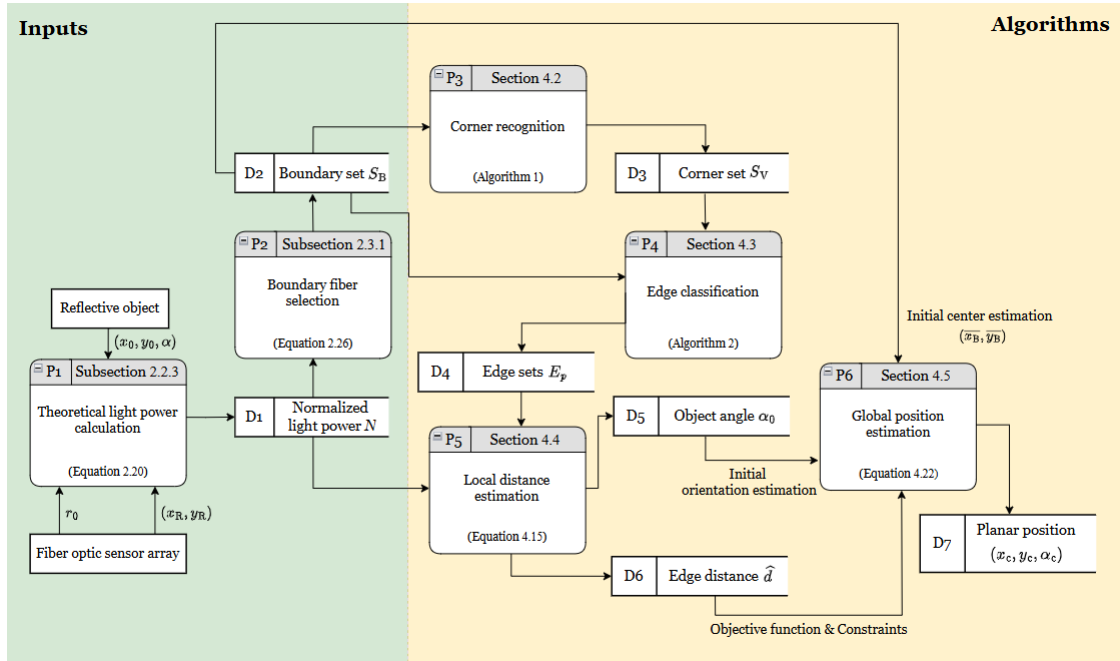 Inputs
Algorithms
P3 Section 4.2
Corner recognition
(Algorithm 1)
D2 Boundary set S_B
D3 Corner set S_V
P2 Subsection 2.3.1
Boundary fiber
selection
(Equation 2.26)
P4 Section 4.3
Edge classification
(Algorithm 2)
Reflective object
(x₀, y₀, α)
Initial center estimation
(x̄_B, ȳ_B)
P1 Subsection 2.2.3
Theoretical light power
calculation
(Equation 2.20)
D4 Edge sets E_p
P6 Section 4.5
Global position
estimation
(Equation 4.22)
D1 Normalized
light power N
D5 Object angle α₀
P5 Section 4.4
Local distance
estimation
(Equation 4.15)
Initial
orientation estimation
r₀
(x_R, y_R)
Fiber optic sensor array
D7 Planar position
(x_c, y_c, α_c)
D6 Edge distance d̂
Objective function & Constraints